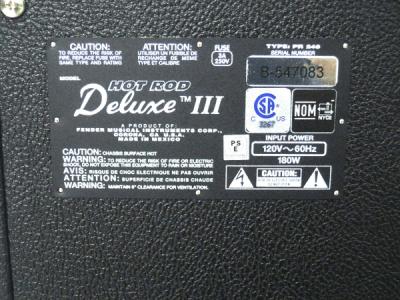 CAUTION:
TO REDUCE THE RISK OF
FIRE, REPLACE FUSE WITH
SAME TYPE AND RATING
ATTENTION:
UTILISER UN FUSIBLE
DE RECHANGE DE MÊME
TYPE ET CALIBRE
FUSE
8A
250V
TYPE: PR 246
SERIAL NUMBER
B-547083
MODEL
HOT ROD
Deluxe™ III
A PRODUCT OF:
FENDER MUSICAL INSTRUMENTS CORP.
CORONA, CA U.S.A.
MADE IN MEXICO
C US
3267
NOM
NYCE
PS
E
INPUT POWER
120V～60Hz
180W
CAUTION: CHASSIS SURFACE HOT
WARNING: TO REDUCE THE RISK OF FIRE OR ELECTRIC
SHOCK, DO NOT EXPOSE THIS EQUIPMENT TO RAIN OR MOISTURE
AVIS: RISQUE DE CHOC ELECTRIQUE NE PAS OUVRIR
ATTENTION: SUPERFICIE DE CHASSIS CHAUDE
WARNING: MAINTAIN 6" CLEARANCE FOR VENTILATION.
CAUTION: